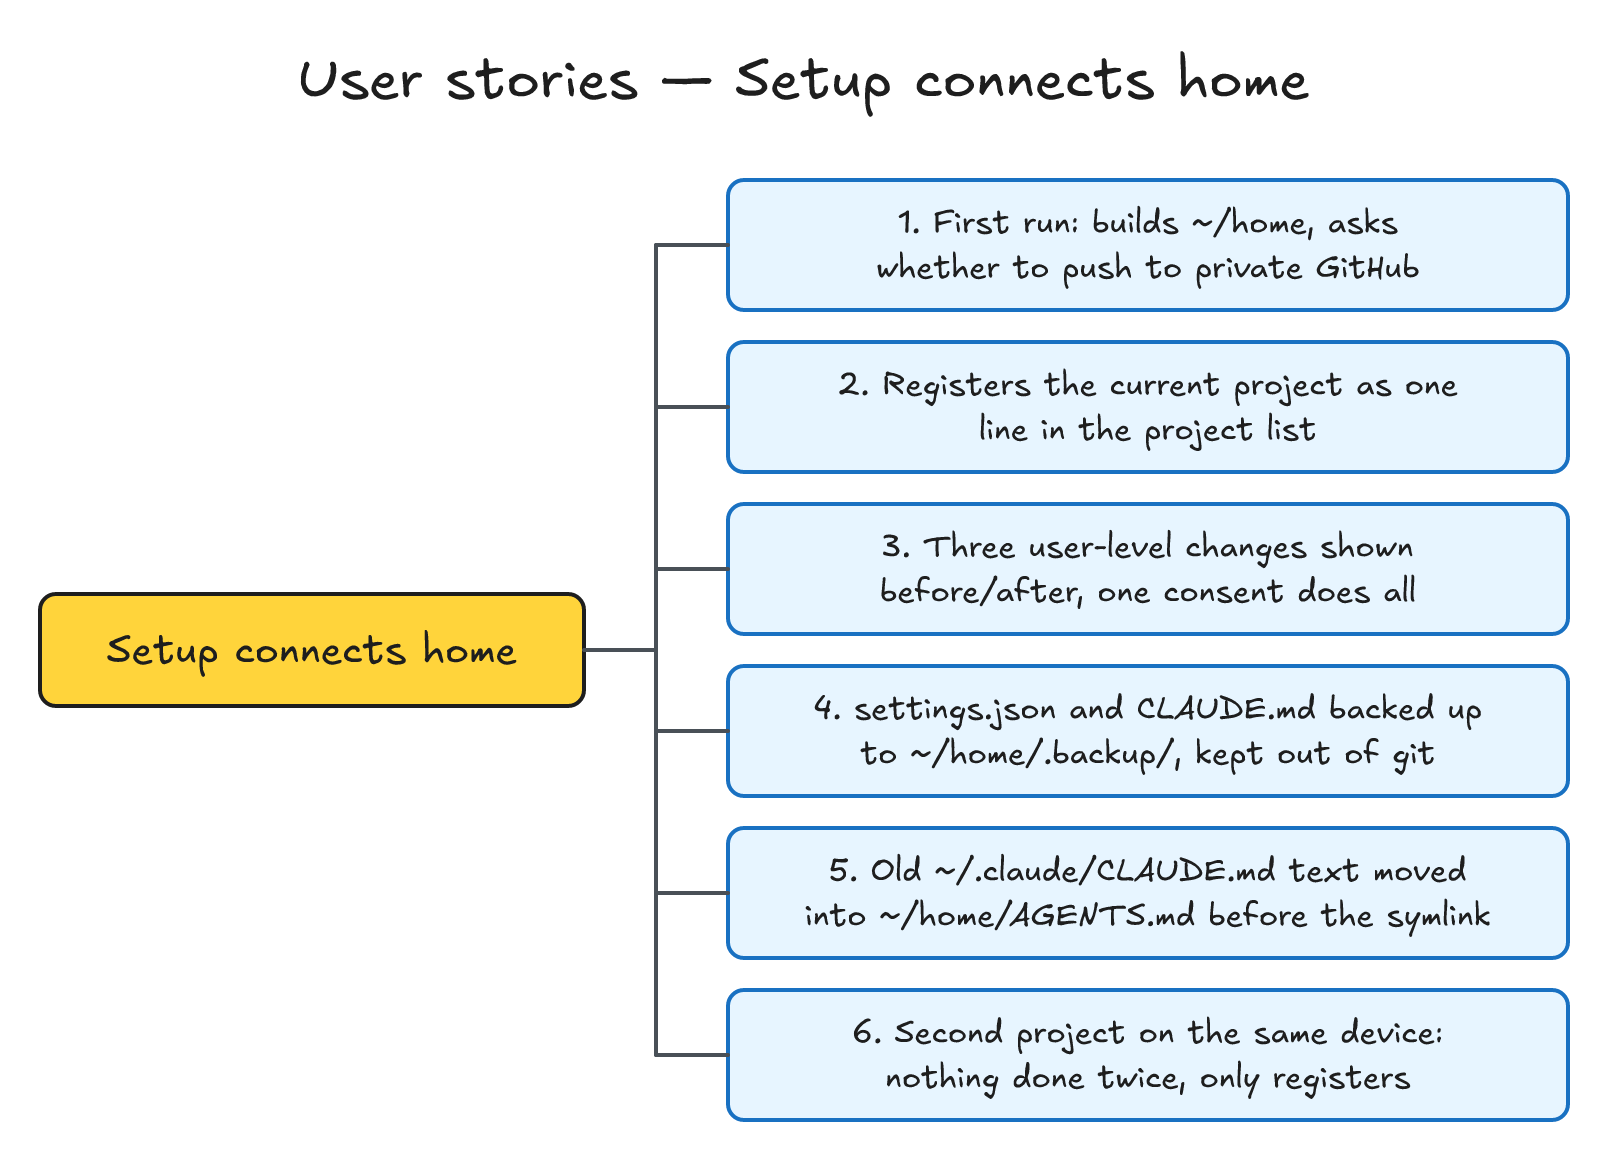 User stories — Setup connects home
1. First run: builds ~/home, asks
whether to push to private GitHub
2. Registers the current project as one
line in the project list
3. Three user-level changes shown
before/after, one consent does all
Setup connects home
4. settings.json and CLAUDE.md backed up
to ~/home/.backup/, kept out of git
5. Old ~/.claude/CLAUDE.md text moved
into ~/home/AGENTS.md before the symlink
6. Second project on the same device:
nothing done twice, only registers